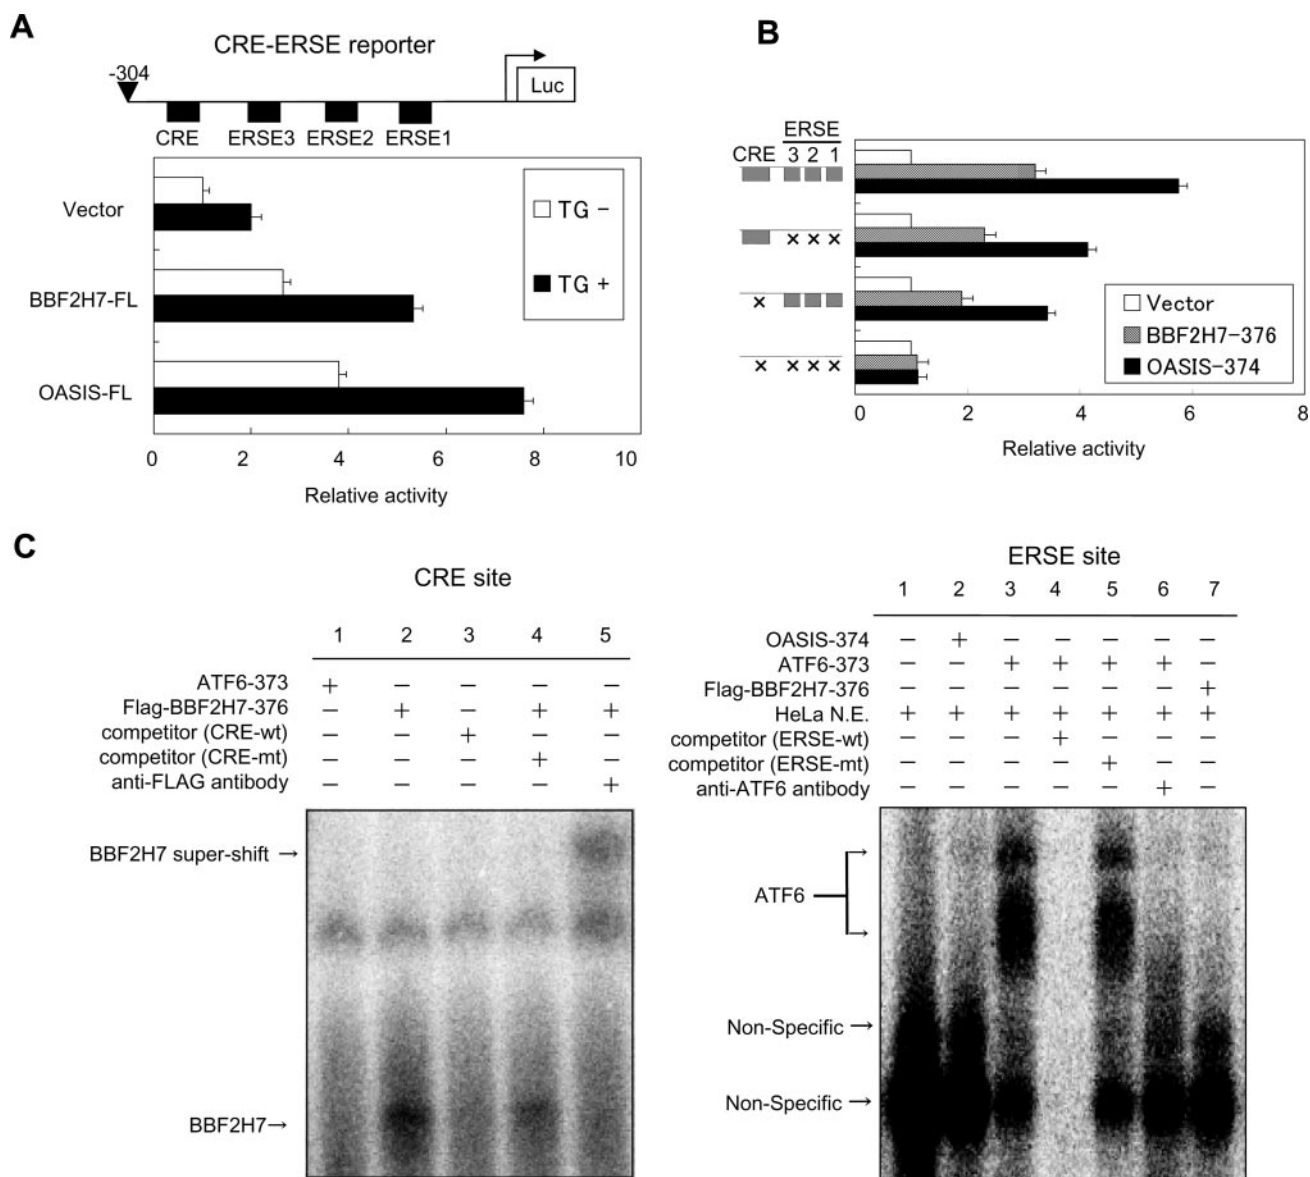 A
CRE-ERSE reporter
-304
Luc
CRE ERSE3 ERSE2 ERSE1
Vector
BBF2H7-FL
OASIS-FL
TG −
TG +
0 2 4 6 8 10
Relative activity
B
ERSE
CRE 3 2 1
× × ×
×
× × × ×
Vector
BBF2H7-376
OASIS-374
0 2 4 6 8
Relative activity
C
CRE site
1 2 3 4 5
ATF6-373 + − − − −
Flag-BBF2H7-376 − + − + +
competitor (CRE-wt) − − + − −
competitor (CRE-mt) − − − + −
anti-FLAG antibody − − − − +
BBF2H7 super-shift →
BBF2H7→
ERSE site
1 2 3 4 5 6 7
OASIS-374 − + − − − − −
ATF6-373 − − + + + + −
Flag-BBF2H7-376 − − − − − − +
HeLa N.E. + + + + + + +
competitor (ERSE-wt) − − − + − − −
competitor (ERSE-mt) − − − − + − −
anti-ATF6 antibody − − − − − + −
ATF6
Non-Specific →
Non-Specific →